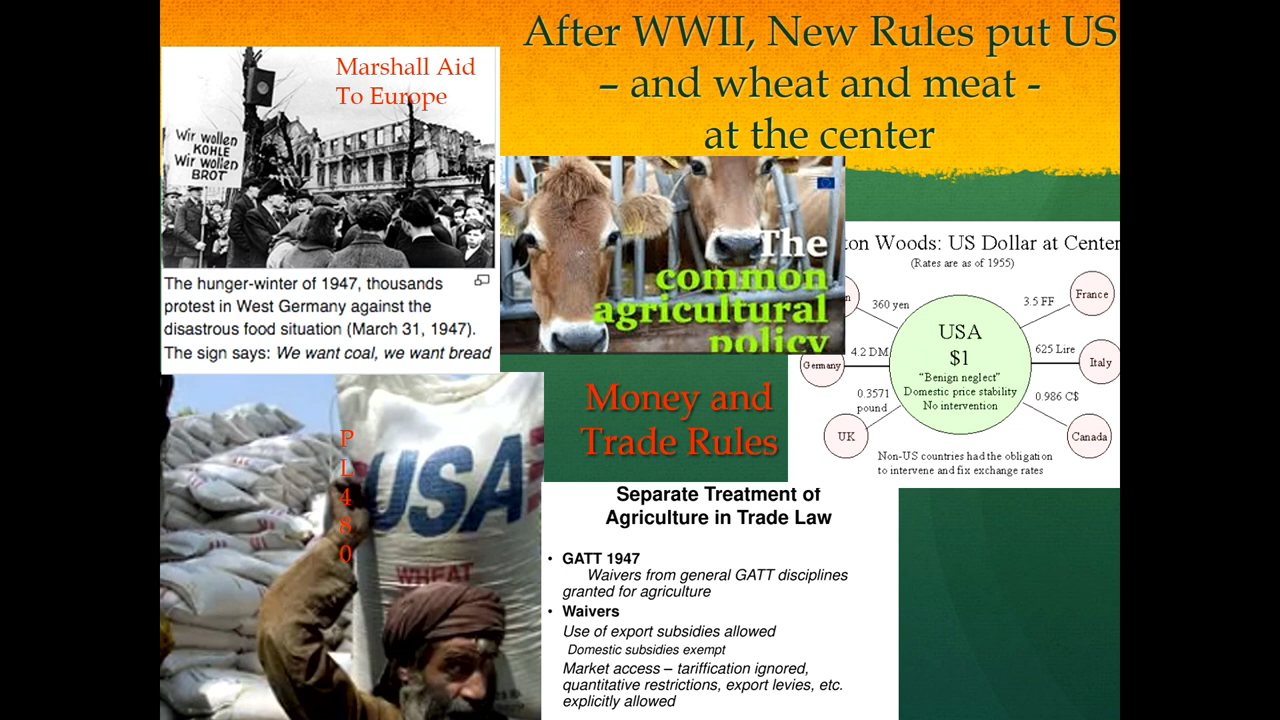 After WWII, New Rules put US
– and wheat and meat -
at the center
Marshall Aid
To Europe
Wir wollen
KOHLE
Wir wollen
BROT
The hunger-winter of 1947, thousands
protest in West Germany against the
disastrous food situation (March 31, 1947).
The sign says: We want coal, we want bread
The
common
agricultural
policy
ton Woods: US Dollar at Center
(Rates are as of 1955)
n
360 yen
3.5 FF
France
USA
$1
"Benign neglect"
Domestic price stability
No intervention
4.2 DM
Germany
625 Lire
Italy
0.3571
pound
UK
0.986 C$
Canada
Non-US countries had the obligation
to intervene and fix exchange rates
Money and
Trade Rules
P
L
4
8
0
USA
WHEAT
Separate Treatment of
Agriculture in Trade Law
• GATT 1947
Waivers from general GATT disciplines
granted for agriculture
• Waivers
Use of export subsidies allowed
Domestic subsidies exempt
Market access – tariffication ignored,
quantitative restrictions, export levies, etc.
explicitly allowed